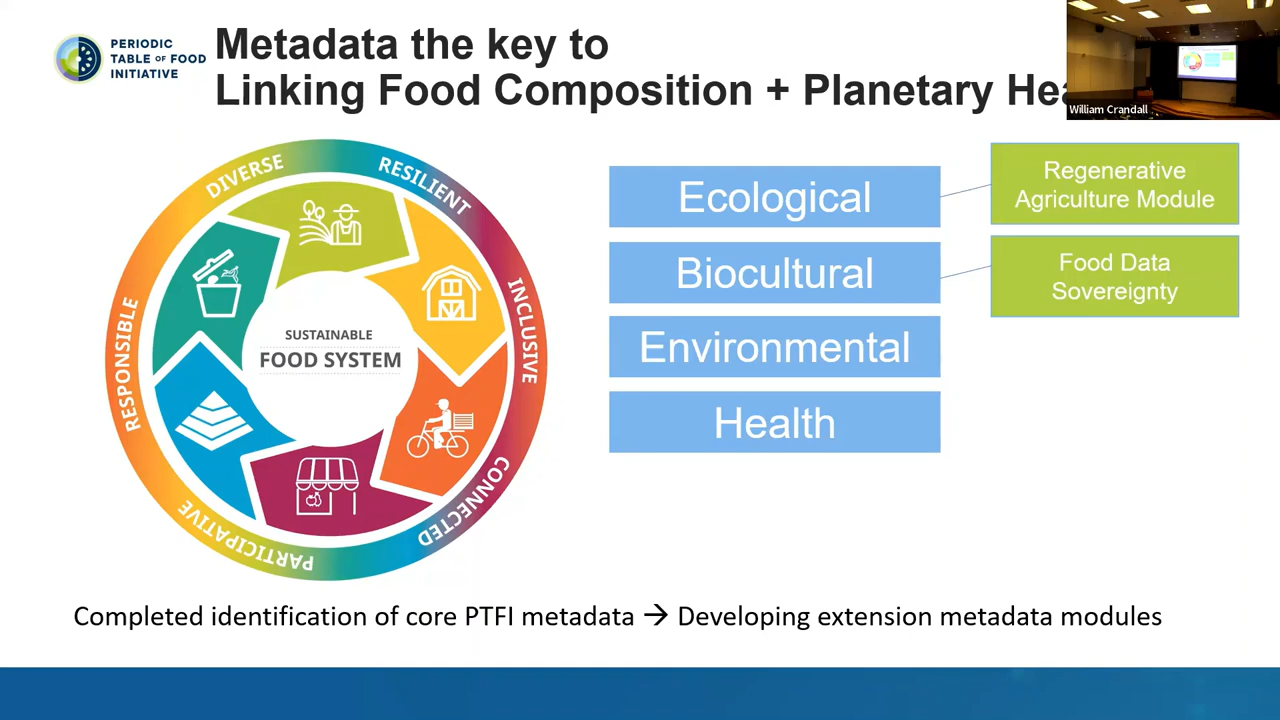 PERIODIC
TABLE OF FOOD
INITIATIVE
Metadata the key to
Linking Food Composition + Planetary
William Crandall
DIVERSE
RESILIENT
INCLUSIVE
CONNECTED
PARTICIPATIVE
RESPONSIBLE
SUSTAINABLE
FOOD SYSTEM
Ecological
Biocultural
Environmental
Health
Regenerative
Agriculture Module
Food Data
Sovereignty
Completed identification of core PTFI metadata → Developing extension metadata modules